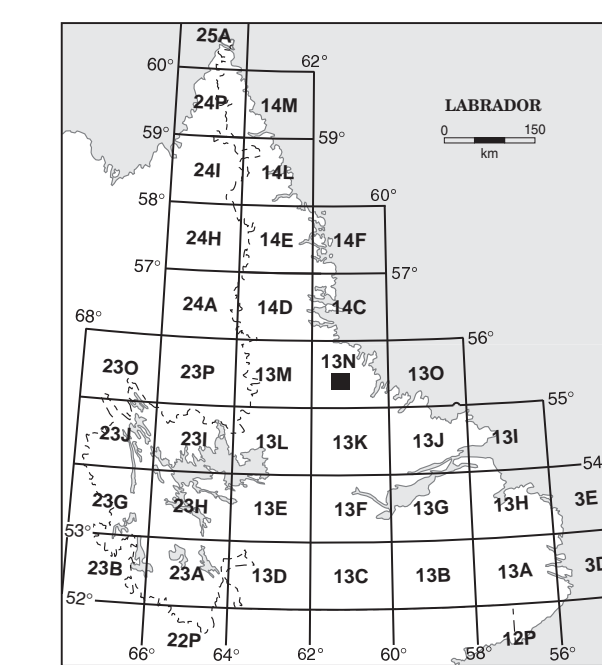 25A
60° 62°
24P 14M
LABRADOR
0 150
km
59° 59°
24I 14L
58° 60°
24H 14E 14F
57° 57°
24A 14D 14C
68° 56°
23O 23P 13M 13N 13O
55°
23J 23I 13L 13K 13J 13I
54
23G 23H 13E 13F 13G 13H 3E
53°
23B 23A 13D 13C 13B 13A 3D
52°
22P 12P
66° 64° 62° 60° 58° 56°